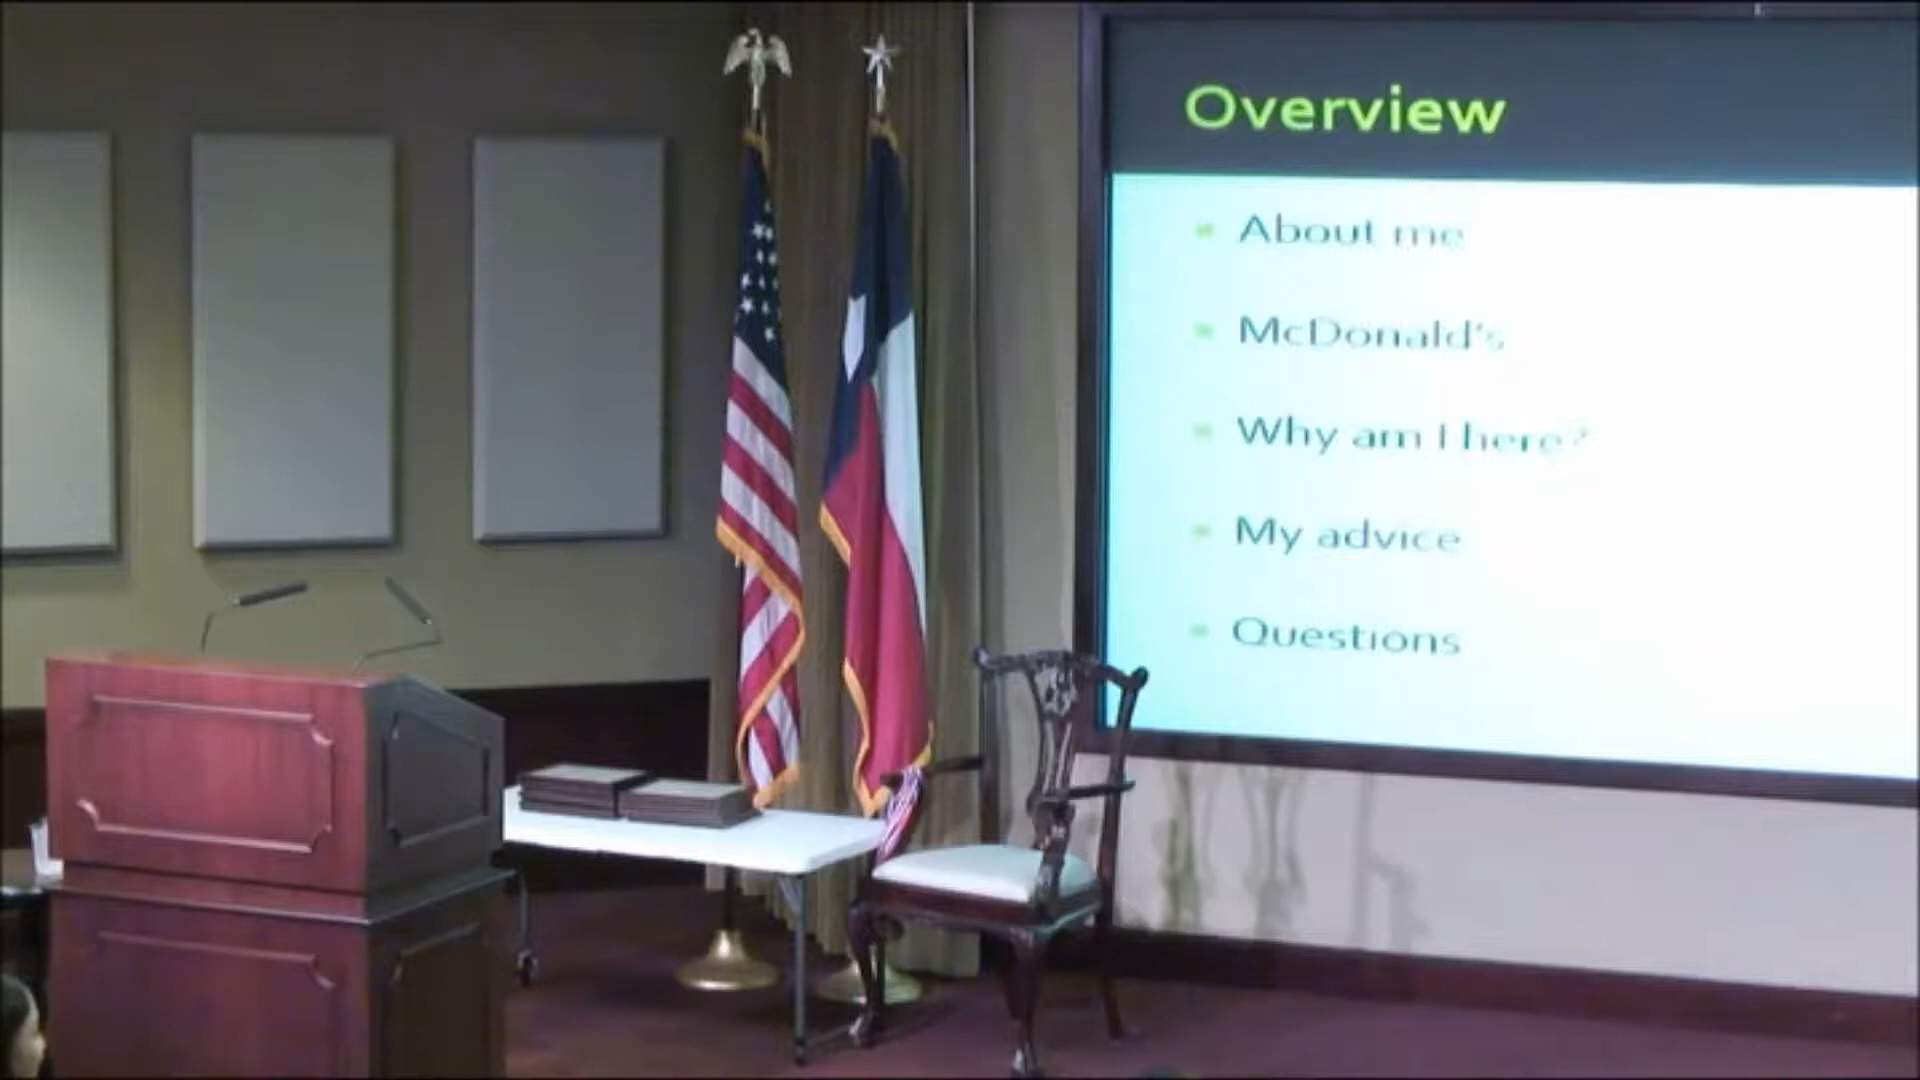 Overview
About me
McDonald's
Why am I here?
My advice
Questions